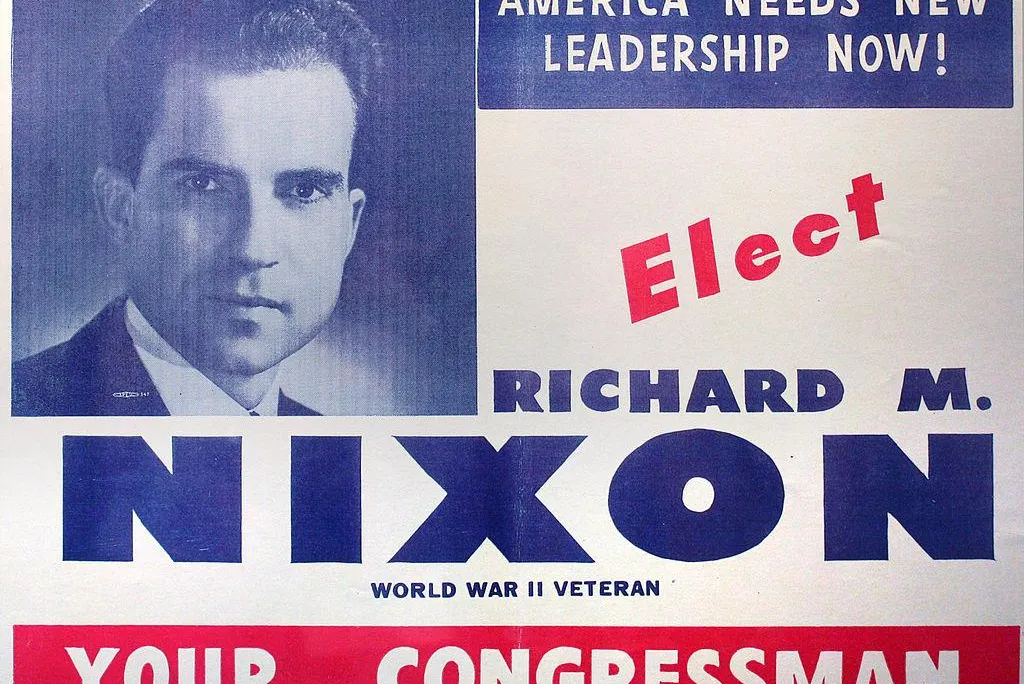 AMERICA NEEDS NEW
LEADERSHIP NOW!
Elect
RICHARD M.
NIXON
WORLD WAR II VETERAN
YOUR CONGRESSMAN